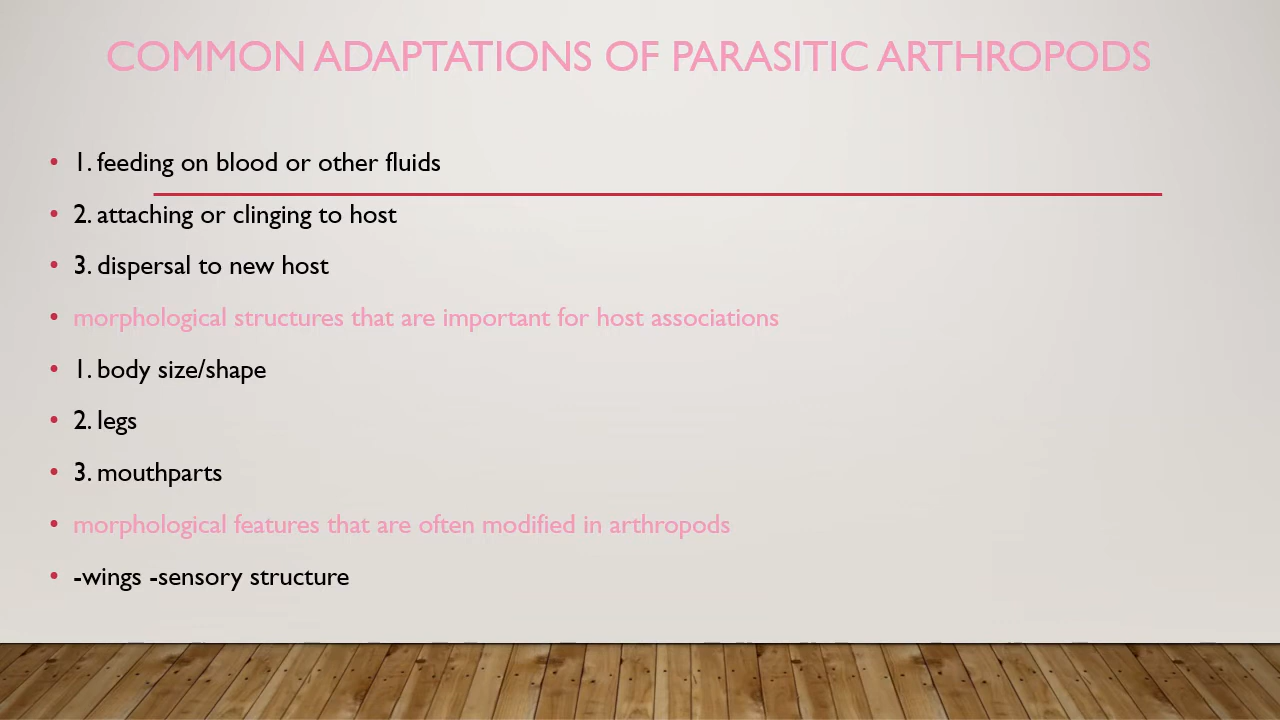 COMMON ADAPTATIONS OF PARASITIC ARTHROPODS
• 1. feeding on blood or other fluids
• 2. attaching or clinging to host
• 3. dispersal to new host
• morphological structures that are important for host associations
• 1. body size/shape
• 2. legs
• 3. mouthparts
• morphological features that are often modified in arthropods
• -wings -sensory structure